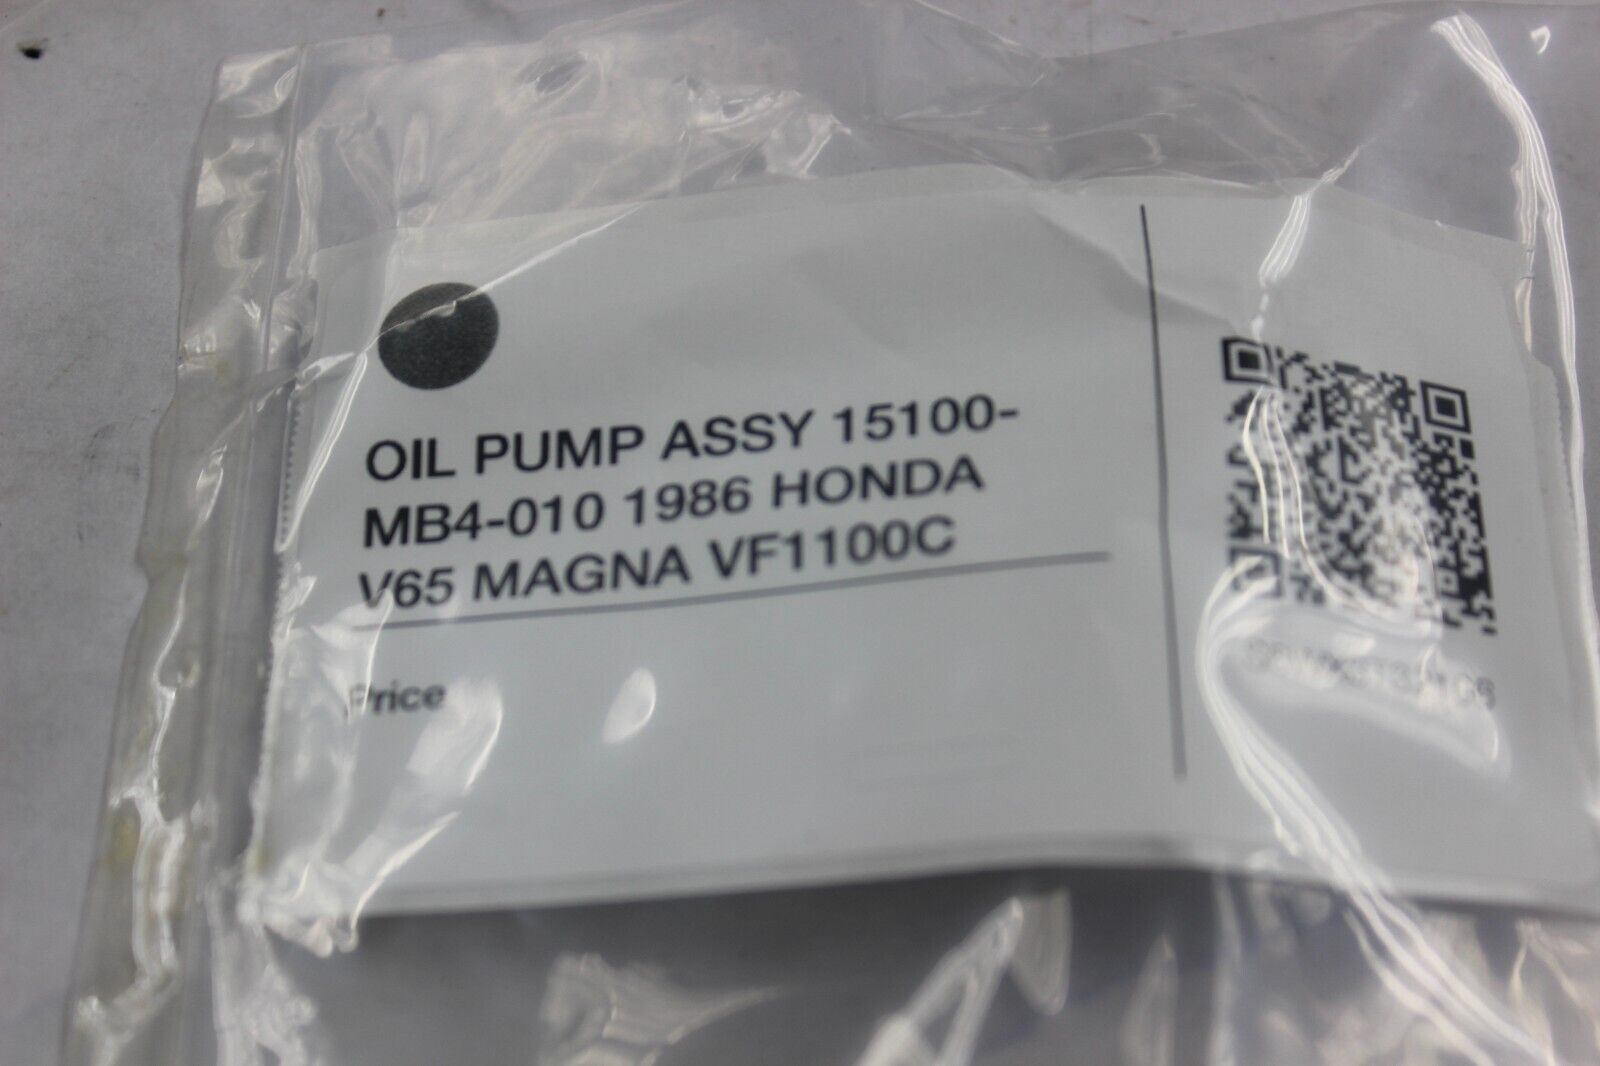 OIL PUMP ASSY 15100-
MB4-010 1986 HONDA
V65 MAGNA VF1100C
Price